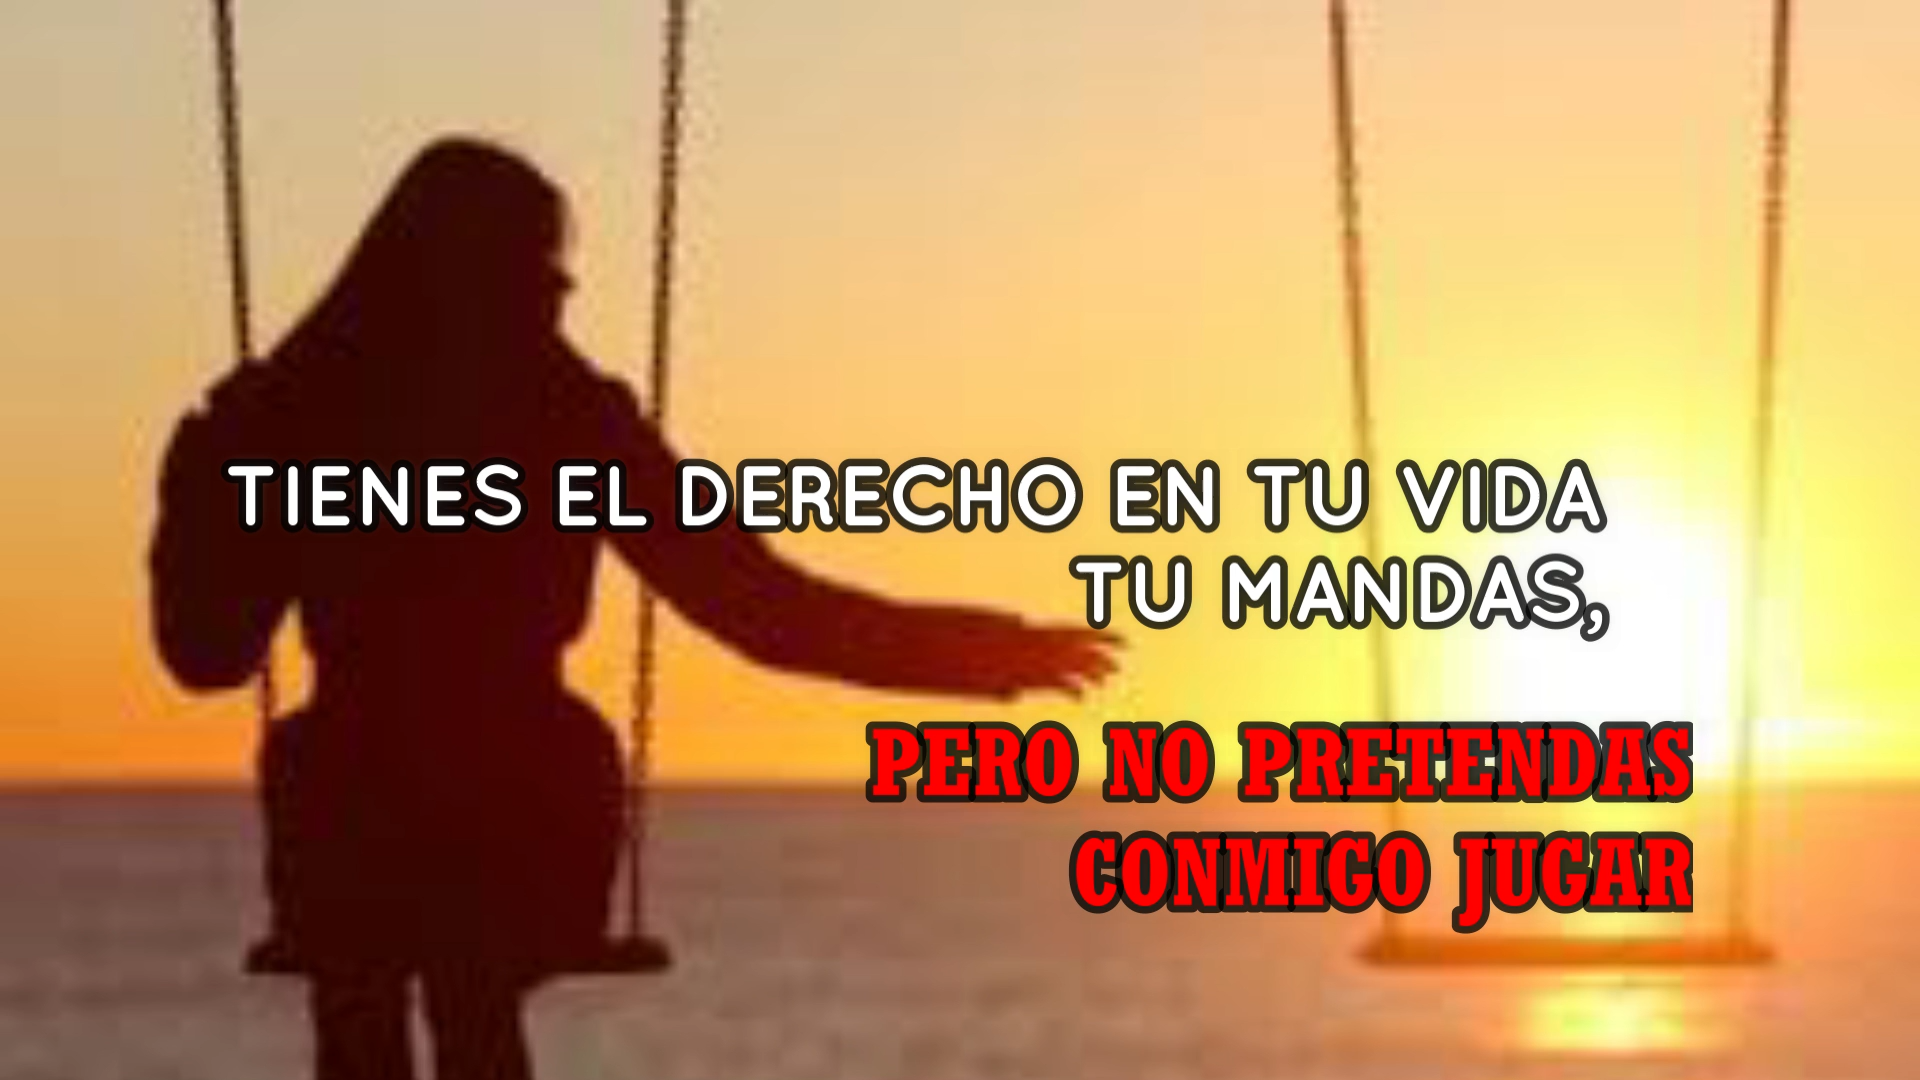 TIENES EL DERECHO EN TU VIDA
TU MANDAS,
PERO NO PRETENDAS
CONMIGO JUGAR